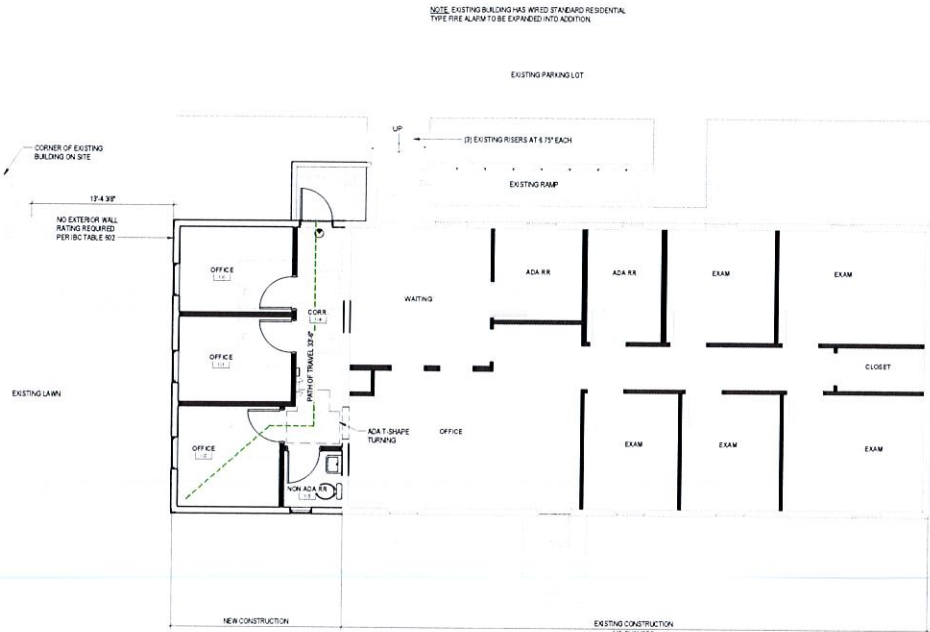 NOTE EXISTING BUILDING HAS WIRED STANDARD RESIDENTIAL
TYPE FIRE ALARM TO BE EXPANDED INTO ADDITION.
EXISTING PARKING LOT
UP
(3) EXISTING RISERS AT 6.75" EACH
CORNER OF EXISTING
BUILDING ON SITE
EXISTING RAMP
13'-4 3/8"
NO EXTERIOR WALL
RATING REQUIRED
PER IBC TABLE 602
OFFICE
CORR.
WAITING
ADA RR
ADA RR
EXAM
EXAM
OFFICE
PATH OF TRAVEL 33'-6"
CLOSET
EXISTING LAWN
ADA T-SHAPE
TURNING
OFFICE
OFFICE
EXAM
EXAM
EXAM
NON ADA RR
NEW CONSTRUCTION
EXISTING CONSTRUCTION